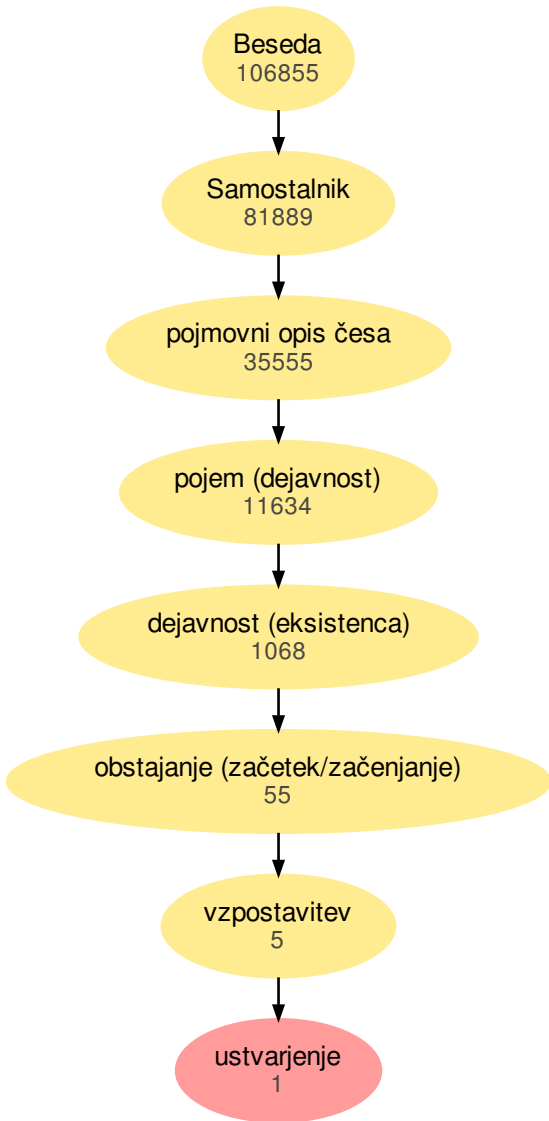 Beseda
106855
Samostalnik
81889
pojmovni opis česa
35555
pojem (dejavnost)
11634
dejavnost (eksistenca)
1068
obstajanje (začetek/začenjanje)
55
vzpostavitev
5
ustvarjenje
1